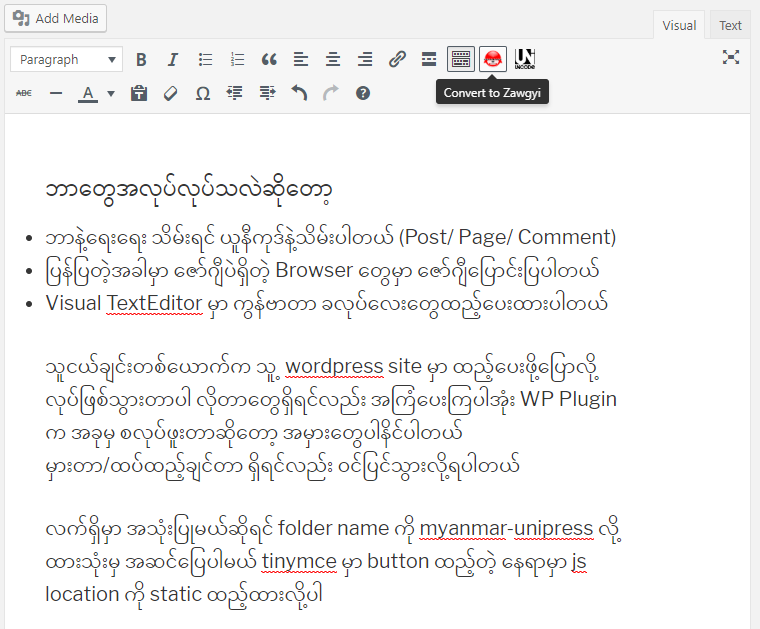 Add Media
Visual Text
Paragraph B I
UN
UNICODE
ABC A Ω
Convert to Zawgyi
ဘာတွေအလုပ်လုပ်သလဲဆိုတော့
ဘာနဲ့ရေးရေး သိမ်းရင် ယူနီကုဒ်နဲ့သိမ်းပါတယ် (Post/ Page/ Comment)
ပြန်ပြတဲ့အခါမှာ ဇော်ဂျီပဲရှိတဲ့ Browser တွေမှာ ဇော်ဂျီပြောင်းပြပါတယ်
Visual TextEditor မှာ ကွန်ဗာတာ ခလုပ်လေးတွေထည့်ပေးထားပါတယ်
သူငယ်ချင်းတစ်ယောက်က သူ့ wordpress site မှာ ထည့်ပေးဖို့ပြောလို့
လုပ်ဖြစ်သွားတာပါ လိုတာတွေရှိရင်လည်း အကြံပေးကြပါအုံး WP Plugin
က အခုမှ စလုပ်ဖူးတာဆိုတော့ အမှားတွေပါနိုင်ပါတယ်
မှားတာ/ထပ်ထည့်ချင်တာ ရှိရင်လည်း ဝင်ပြင်သွားလို့ရပါတယ်
လက်ရှိမှာ အသုံးပြုမယ်ဆိုရင် folder name ကို myanmar-unipress လို့
ထားသုံးမှ အဆင်ပြေပါမယ် tinymce မှာ button ထည့်တဲ့ နေရာမှာ js
location ကို static ထည့်ထားလို့ပါ